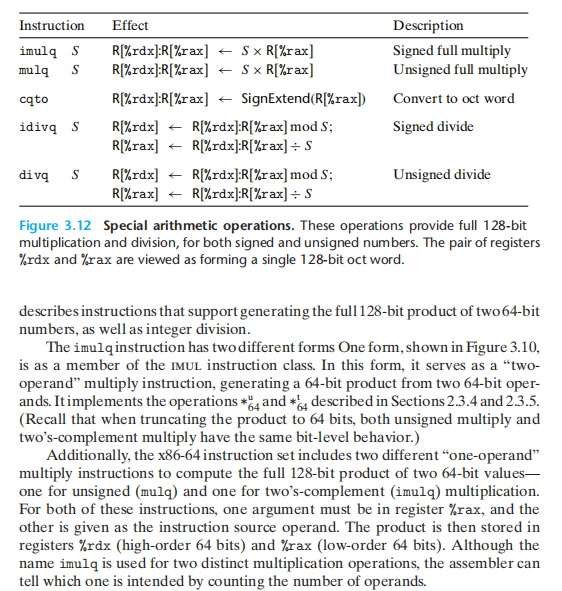 Instruction Effect Description
imulq S R[%rdx]:R[%rax] ← S × R[%rax] Signed full multiply
mulq S R[%rdx]:R[%rax] ← S × R[%rax] Unsigned full multiply
cqto R[%rdx]:R[%rax] ← SignExtend(R[%rax]) Convert to oct word
idivq S R[%rdx] ← R[%rdx]:R[%rax] mod S; Signed divide
R[%rax] ← R[%rdx]:R[%rax] ÷ S
divq S R[%rdx] ← R[%rdx]:R[%rax] mod S; Unsigned divide
R[%rax] ← R[%rdx]:R[%rax] ÷ S
Figure 3.12 Special arithmetic operations. These operations provide full 128-bit
multiplication and division, for both signed and unsigned numbers. The pair of registers
%rdx and %rax are viewed as forming a single 128-bit oct word.
describes instructions that support generating the full 128-bit product of two 64-bit
numbers, as well as integer division.
The imulq instruction has two different forms One form, shown in Figure 3.10,
is as a member of the IMUL instruction class. In this form, it serves as a “two-
operand” multiply instruction, generating a 64-bit product from two 64-bit oper-
ands. It implements the operations *ᵘ₆₄ and *ᵗ₆₄ described in Sections 2.3.4 and 2.3.5.
(Recall that when truncating the product to 64 bits, both unsigned multiply and
two’s-complement multiply have the same bit-level behavior.)
Additionally, the x86-64 instruction set includes two different “one-operand”
multiply instructions to compute the full 128-bit product of two 64-bit values—
one for unsigned (mulq) and one for two’s-complement (imulq) multiplication.
For both of these instructions, one argument must be in register %rax, and the
other is given as the instruction source operand. The product is then stored in
registers %rdx (high-order 64 bits) and %rax (low-order 64 bits). Although the
name imulq is used for two distinct multiplication operations, the assembler can
tell which one is intended by counting the number of operands.